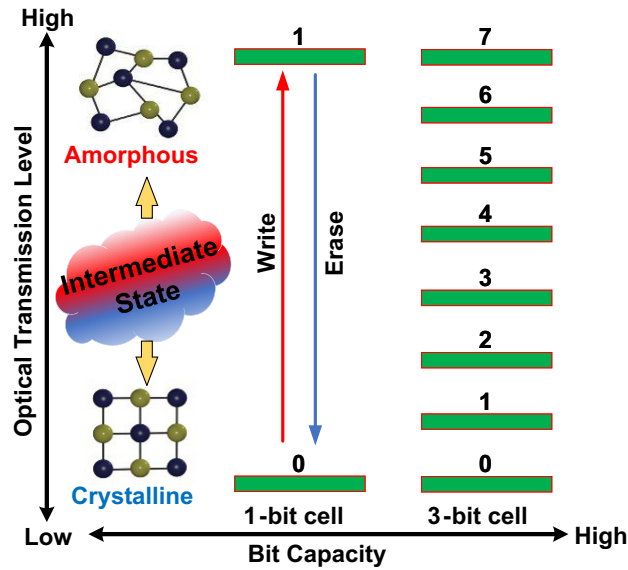 High
1
7
6
Amorphous
5
4
Intermediate
State
Write
Erase
3
2
1
Crystalline
0
0
1-bit cell
3-bit cell
Low
High
Bit Capacity
Optical Transmission Level